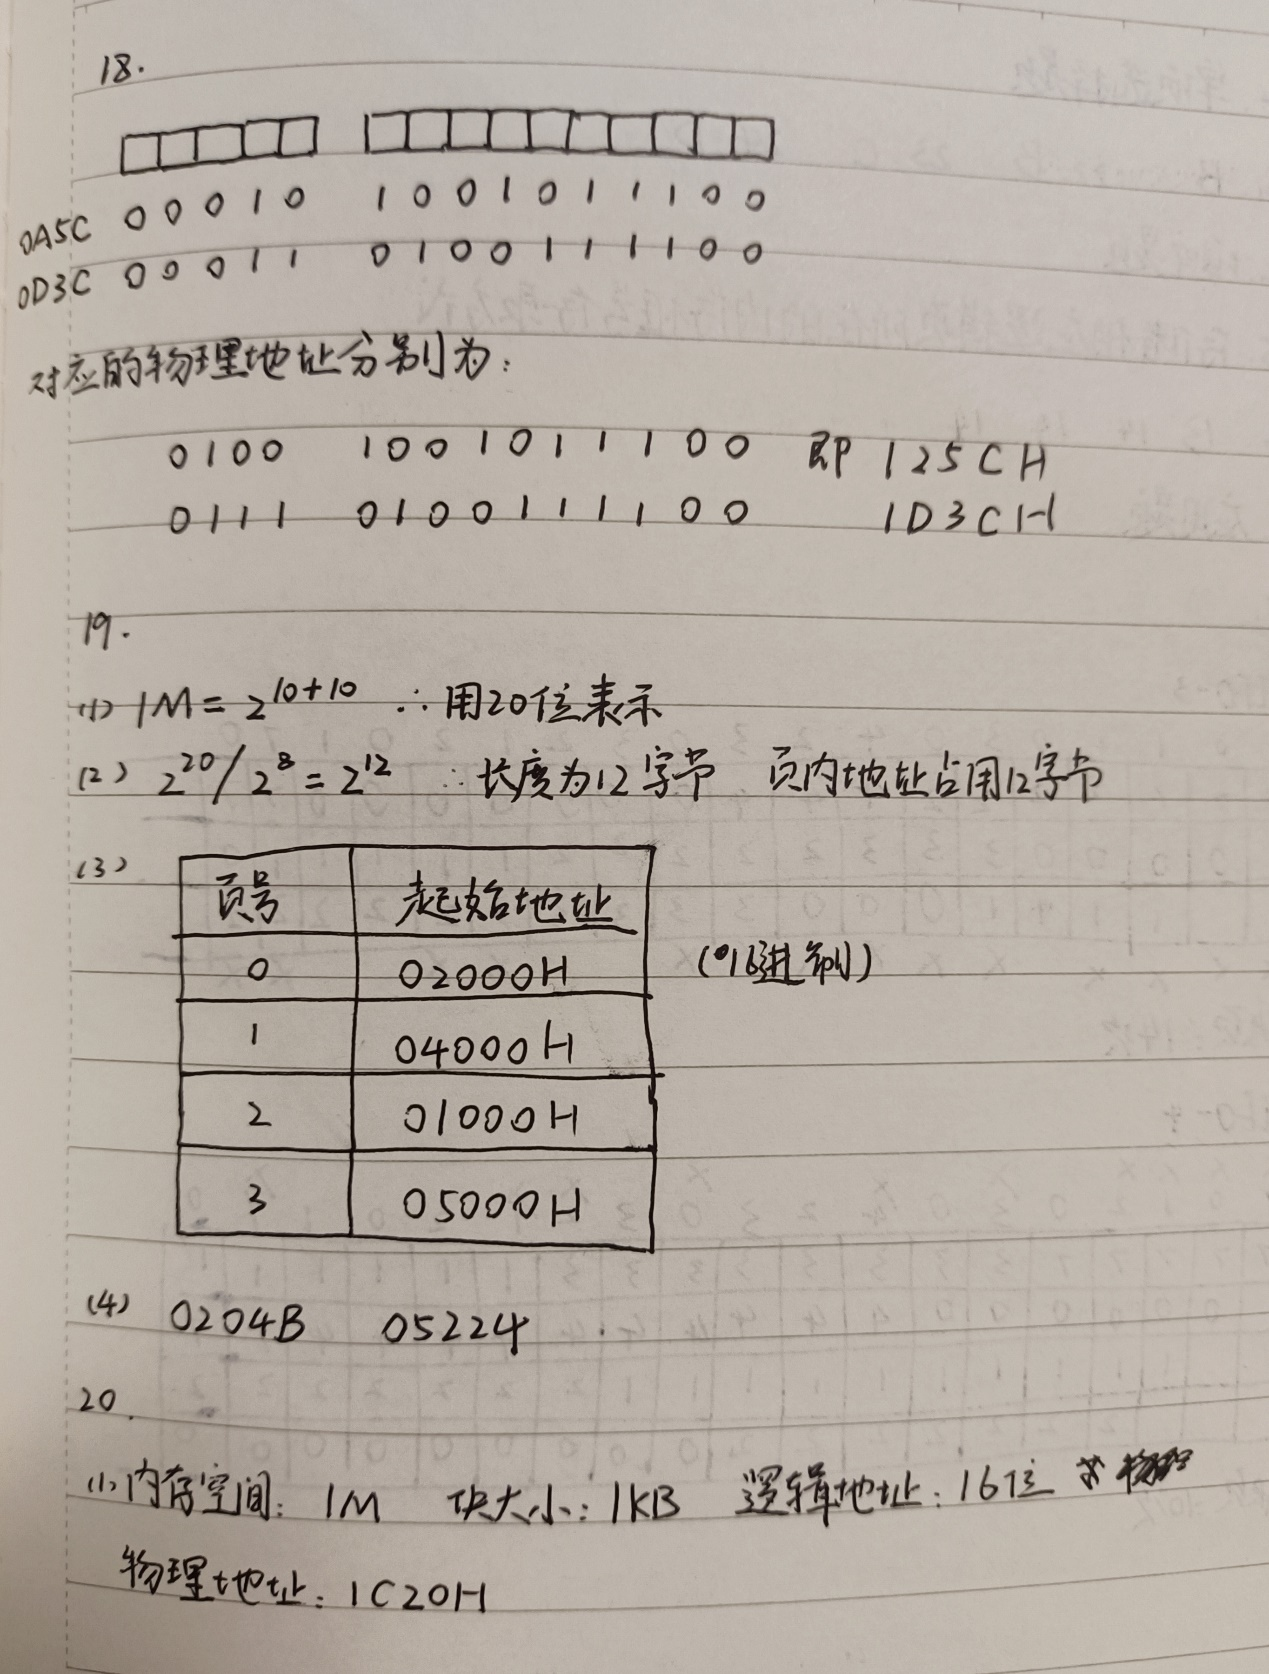 18.
0A5C 00010 1001011100
0D3C 00011 0100111100
对应的物理地址分别为：
0100 1001011100 即 125CH
0111 0100111100 1D3CH
19.
(1) 1M = 2^10+10 ∴用20位表示
(2) 2^20/2^8 = 2^12 ∴长度为12字节 页内地址占用12字节
(3)
页号 起始地址
0 02000H (16进制)
1 04000H
2 01000H
3 05000H
(4) 0204B 05224
20.
(1) 内存空间：1M 块大小：1KB 逻辑地址：16位
物理地址：1C20H